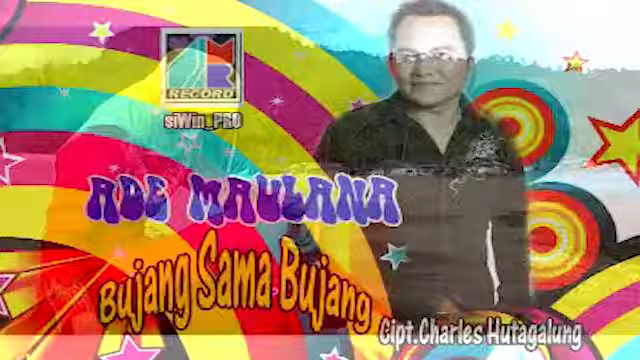 RECORD
siWin_PRO
ADE MAULANA
Bujang Sama Bujang
Cipt.Charles Hutagalung